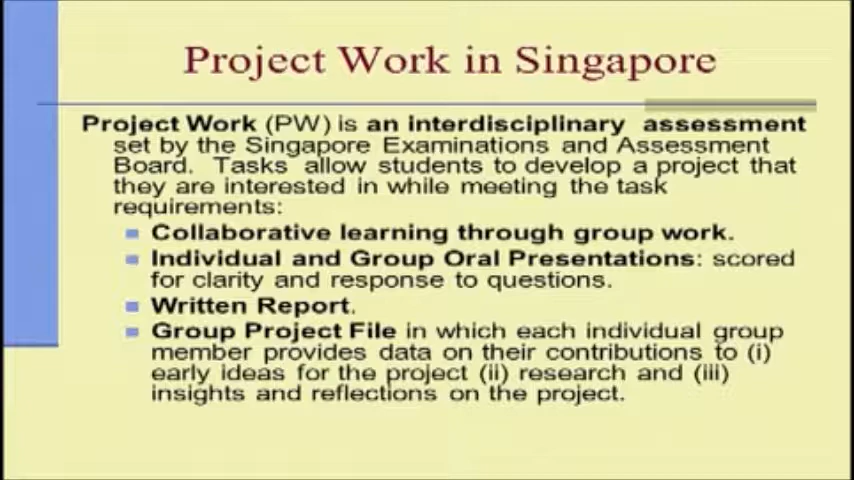 Project Work in Singapore
Project Work (PW) is an interdisciplinary assessment
set by the Singapore Examinations and Assessment
Board. Tasks allow students to develop a project that
they are interested in while meeting the task
requirements:
Collaborative learning through group work.
Individual and Group Oral Presentations: scored
for clarity and response to questions.
Written Report.
Group Project File in which each individual group
member provides data on their contributions to (i)
early ideas for the project (ii) research and (iii)
insights and reflections on the project.